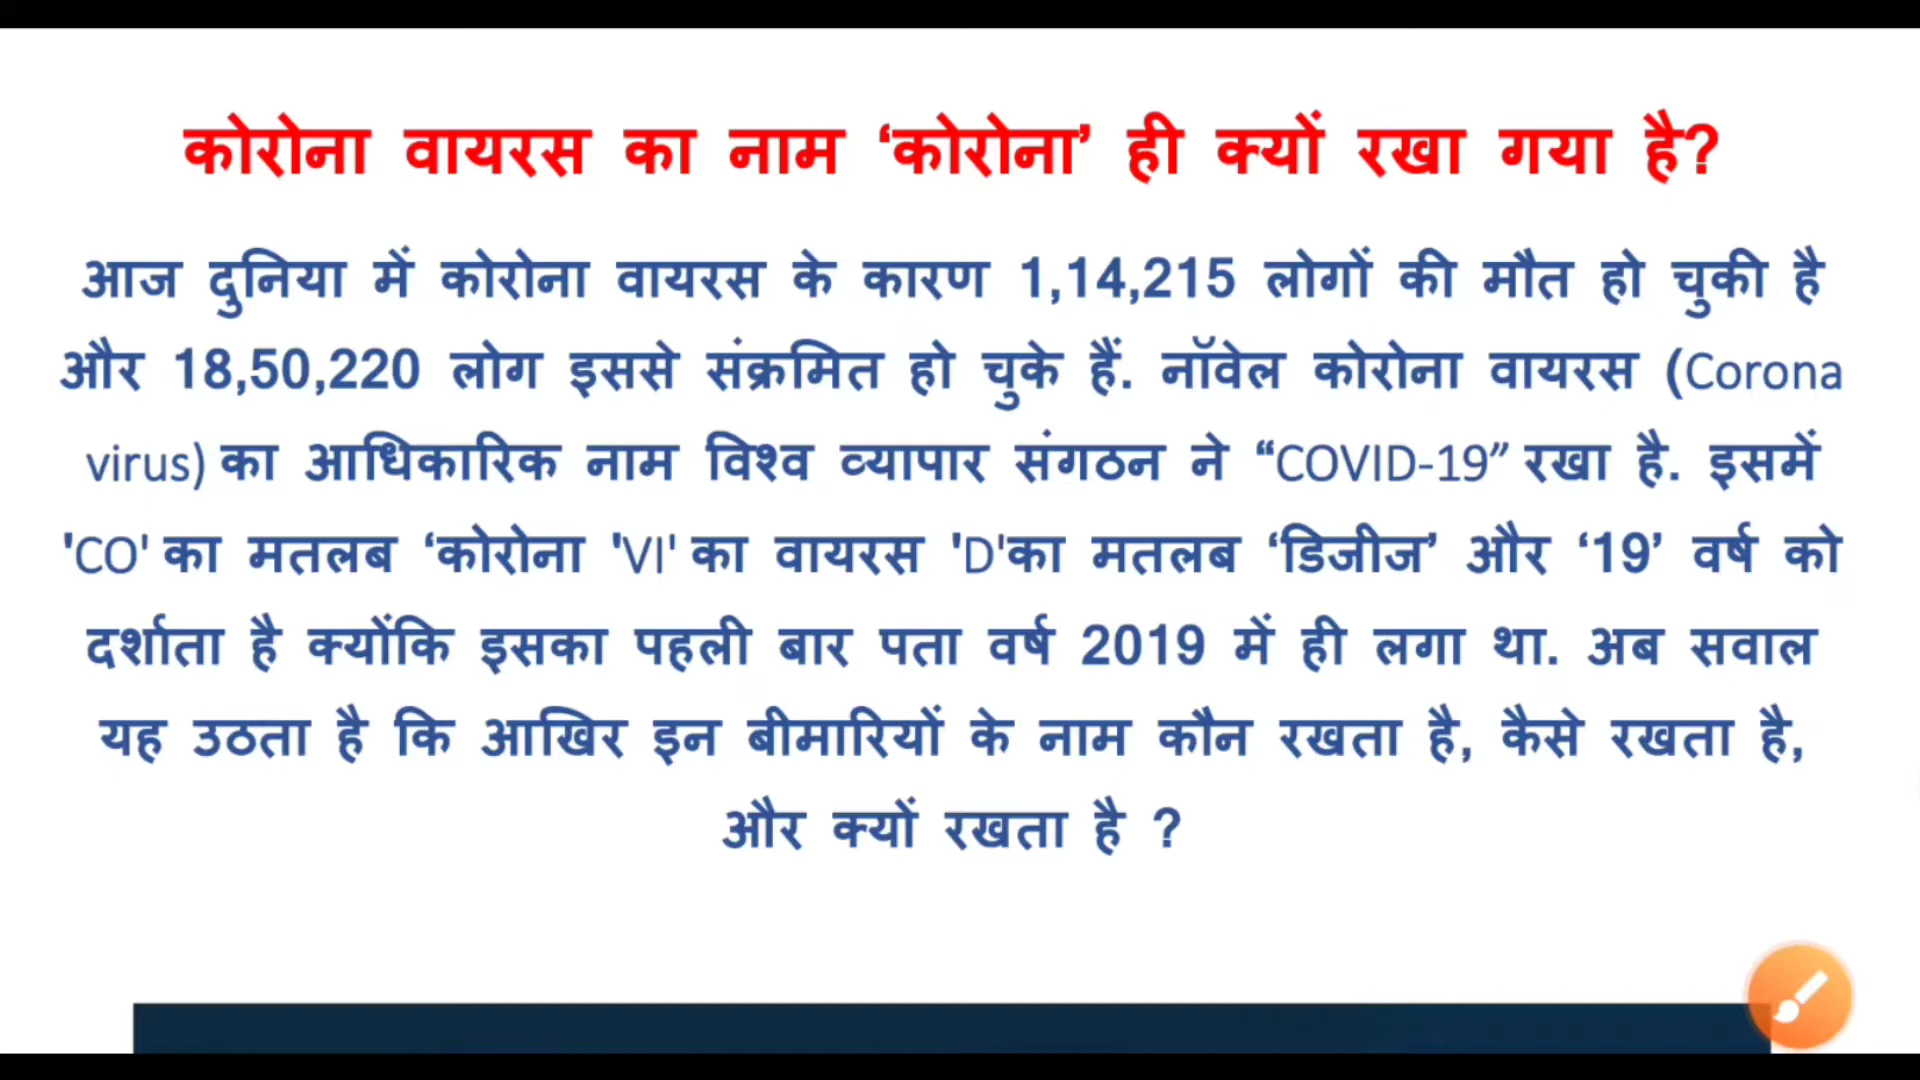 कोरोना वायरस का नाम ‘कोरोना’ ही क्यों रखा गया है?
आज दुनिया में कोरोना वायरस के कारण 1,14,215 लोगों की मौत हो चुकी है
और 18,50,220 लोग इससे संक्रमित हो चुके हैं. नॉवेल कोरोना वायरस (Corona
virus) का आधिकारिक नाम विश्व व्यापार संगठन ने “COVID-19” रखा है. इसमें
'CO' का मतलब ‘कोरोना 'VI' का वायरस 'D'का मतलब ‘डिजीज’ और ‘19’ वर्ष को
दर्शाता है क्योंकि इसका पहली बार पता वर्ष 2019 में ही लगा था. अब सवाल
यह उठता है कि आखिर इन बीमारियों के नाम कौन रखता है, कैसे रखता है,
और क्यों रखता है ?